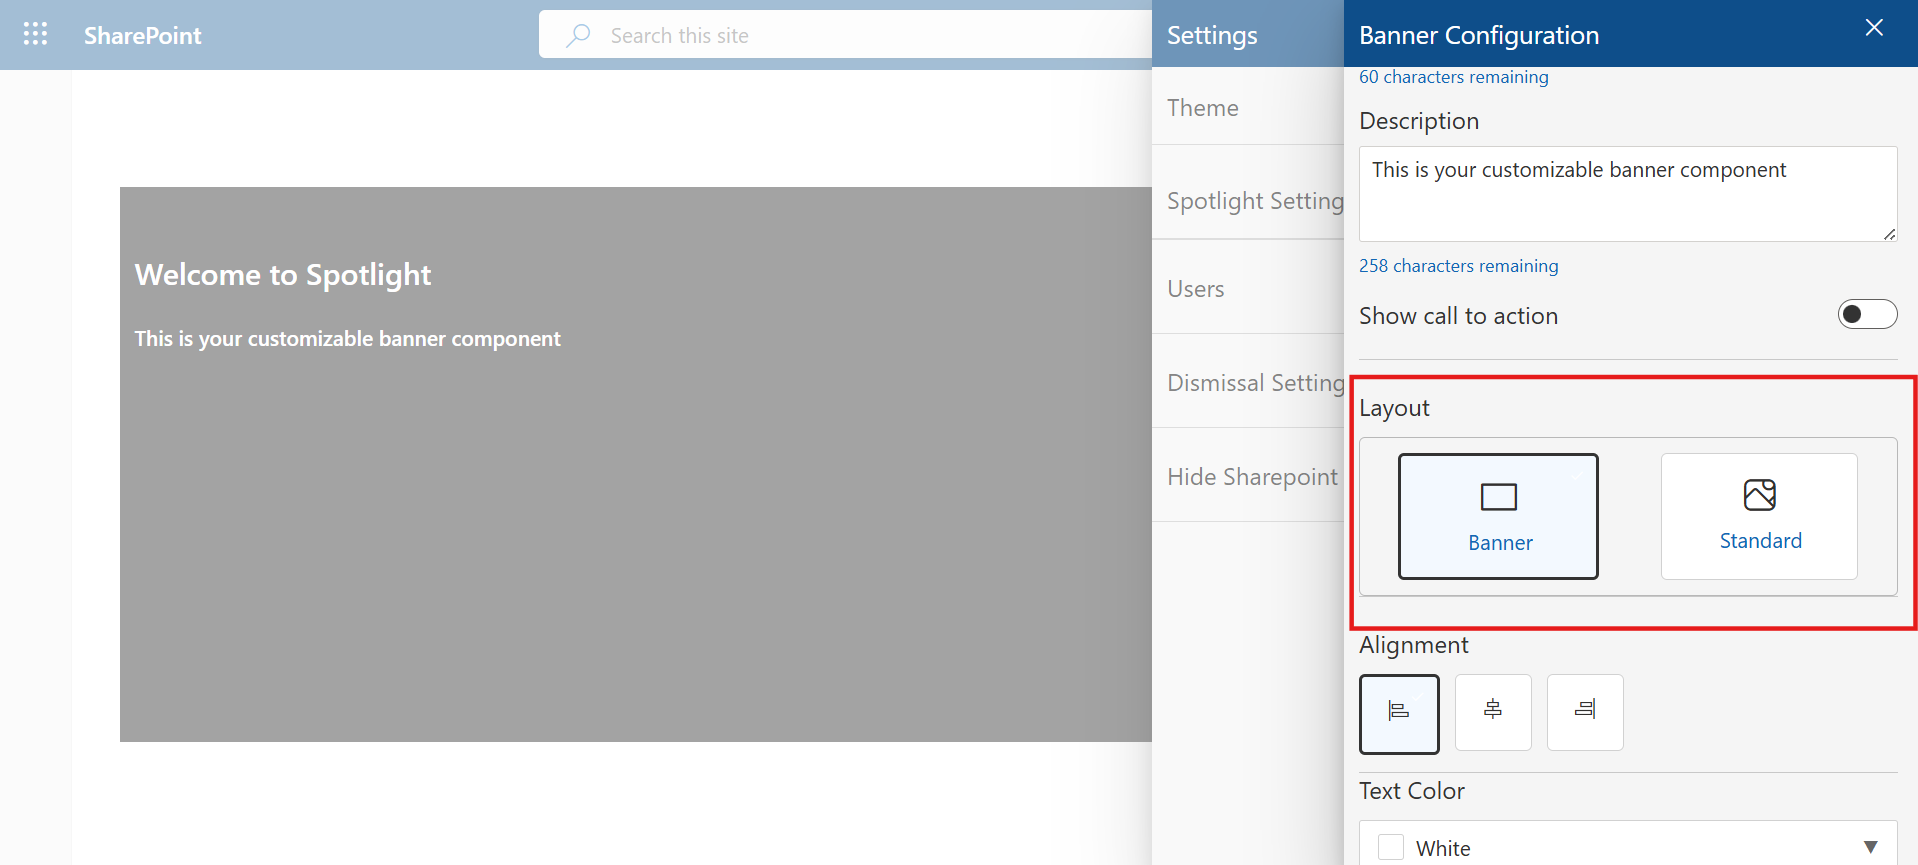 SharePoint
Search this site
Settings
Banner Configuration
60 characters remaining
Theme
Description
This is your customizable banner component
Spotlight Setting
258 characters remaining
Welcome to Spotlight
Users
Show call to action
This is your customizable banner component
Dismissal Setting
Layout
Hide Sharepoint
Banner
Standard
Alignment
Text Color
White